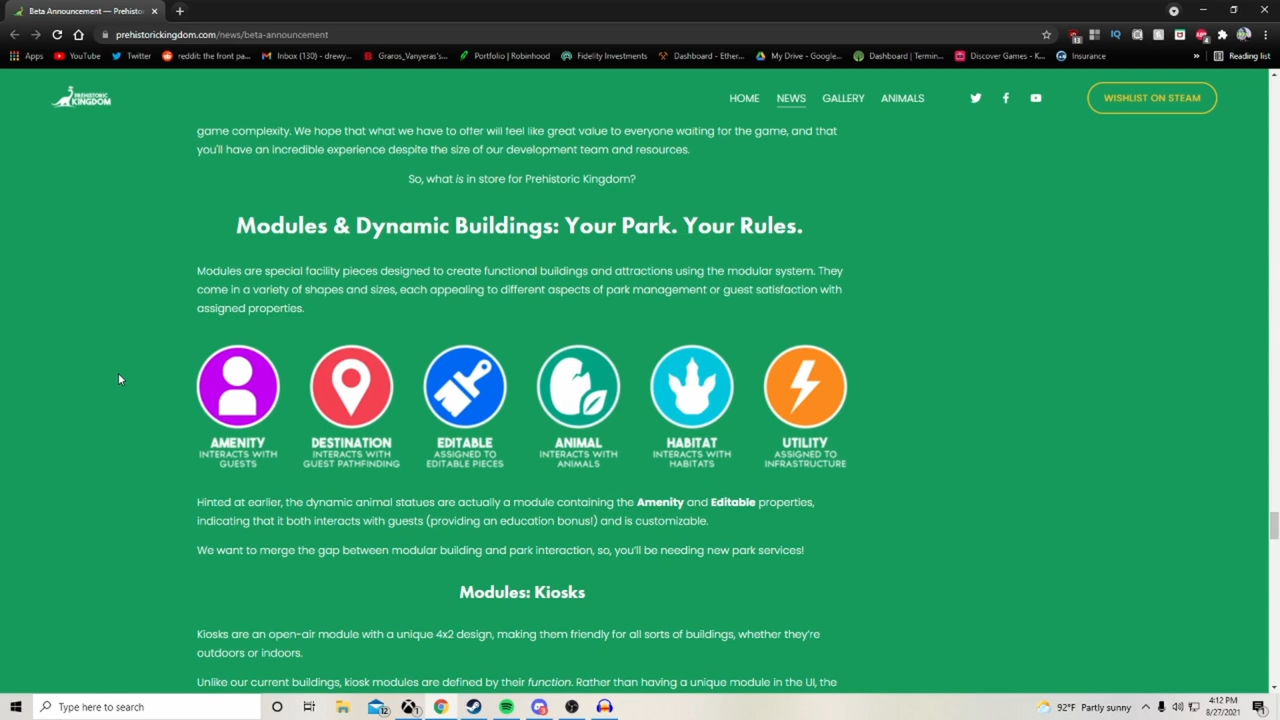 Beta Announcement — Prehisto
prehistorickingdom.com/news/beta-announcement
Apps
YouTube
Twitter
reddit: the front pa...
Inbox (130) - drewy...
Graros_Vanyeras's...
Portfolio | Robinhood
Fidelity Investments
Dashboard - Ether...
My Drive - Google...
Dashboard | Termin...
Discover Games - K...
Insurance
»
Reading list
PREHISTORIC
KINGDOM
HOME
NEWS
GALLERY
ANIMALS
WISHLIST ON STEAM
game complexity. We hope that what we have to offer will feel like great value to everyone waiting for the game, and that
you'll have an incredible experience despite the size of our development team and resources.
So, what is in store for Prehistoric Kingdom?
Modules & Dynamic Buildings: Your Park. Your Rules.
Modules are special facility pieces designed to create functional buildings and attractions using the modular system. They
come in a variety of shapes and sizes, each appealing to different aspects of park management or guest satisfaction with
assigned properties.
AMENITY
INTERACTS WITH
GUESTS
DESTINATION
INTERACTS WITH
GUEST PATHFINDING
EDITABLE
ASSIGNED TO
EDITABLE PIECES
ANIMAL
INTERACTS WITH
ANIMALS
HABITAT
INTERACTS WITH
HABITATS
UTILITY
ASSIGNED TO
INFRASTRUCTURE
Hinted at earlier, the dynamic animal statues are actually a module containing the Amenity and Editable properties,
indicating that it both interacts with guests (providing an education bonus!) and is customizable.
We want to merge the gap between modular building and park interaction, so, you'll be needing new park services!
Modules: Kiosks
Kiosks are an open-air module with a unique 4x2 design, making them friendly for all sorts of buildings, whether they're
outdoors or indoors.
Unlike our current buildings, kiosk modules are defined by their function. Rather than having a unique module in the UI, the
Type here to search
12
1
92°F Partly sunny
4:12 PM
8/27/2021